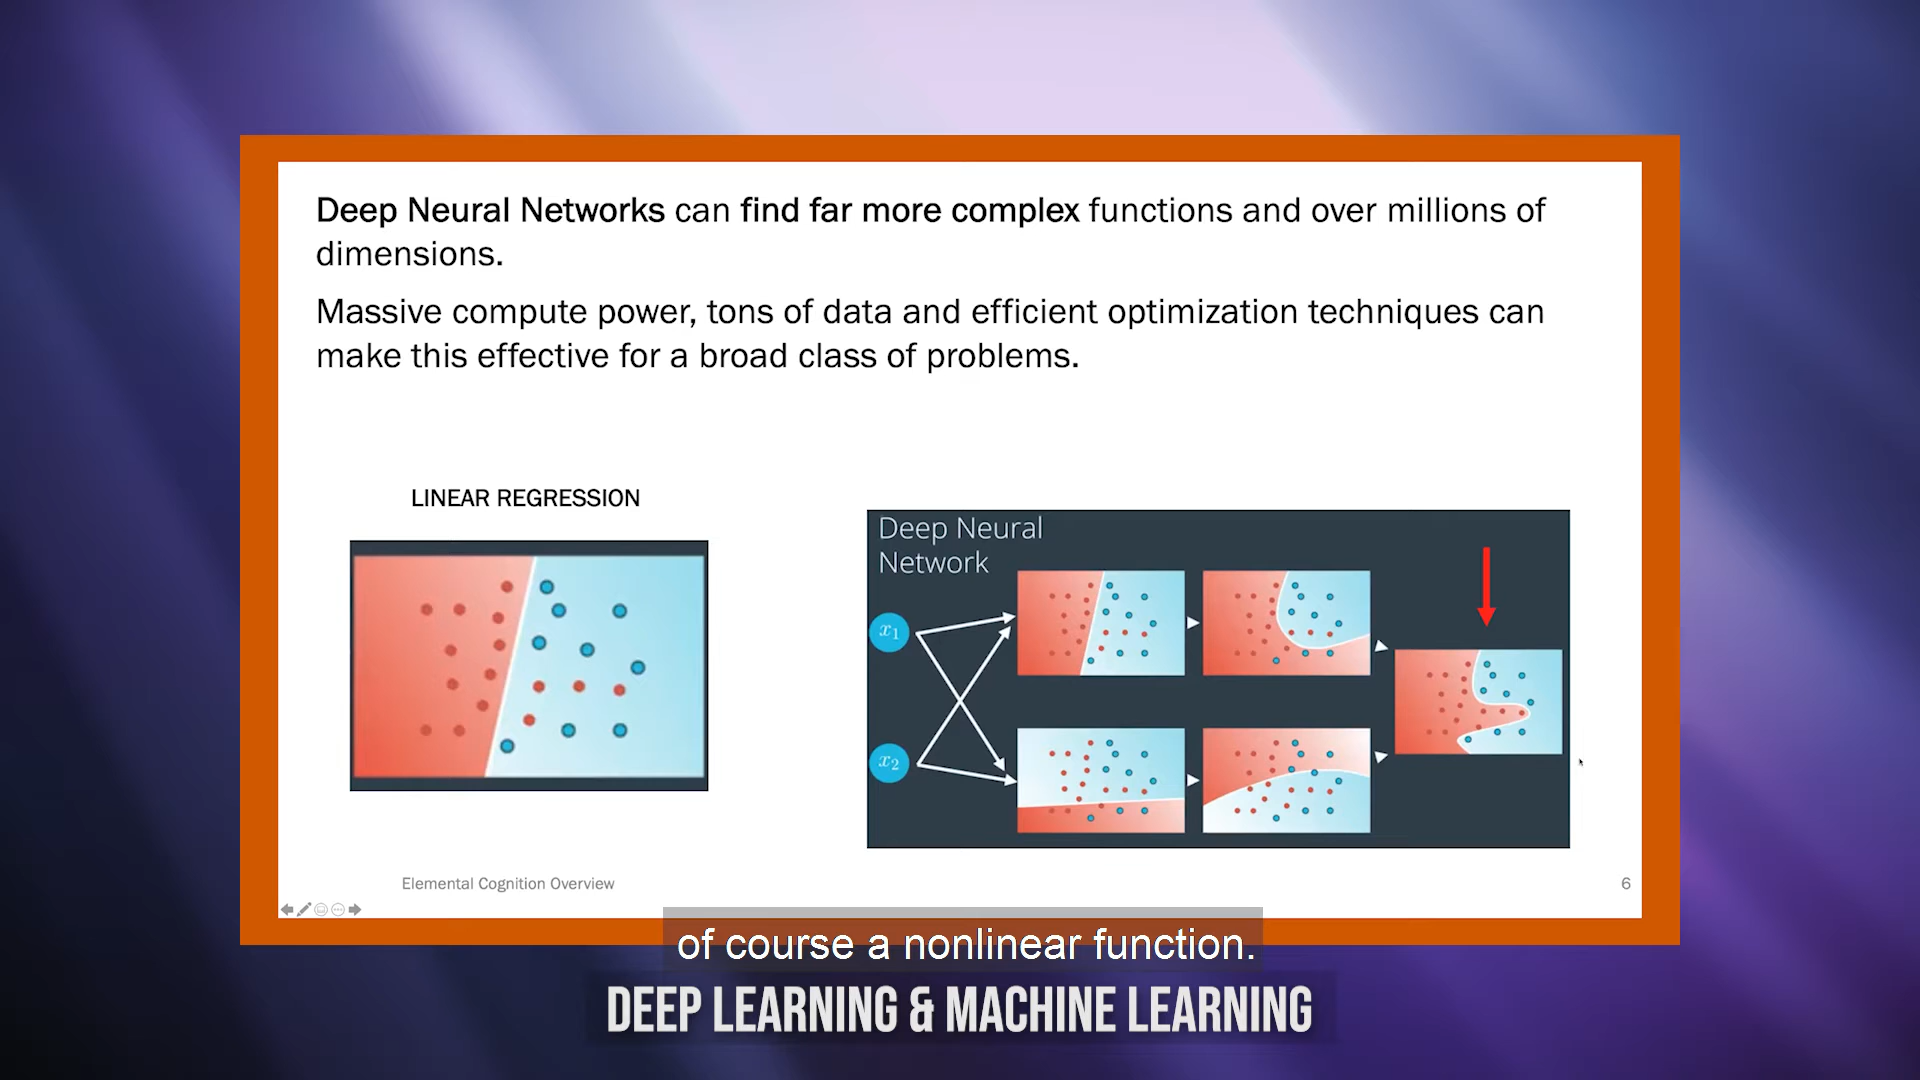 Deep Neural Networks can find far more complex functions and over millions of
dimensions.
Massive compute power, tons of data and efficient optimization techniques can
make this effective for a broad class of problems.
LINEAR REGRESSION
Deep Neural
Network
x1
x2
Elemental Cognition Overview
6
of course a nonlinear function.
DEEP LEARNING & MACHINE LEARNING